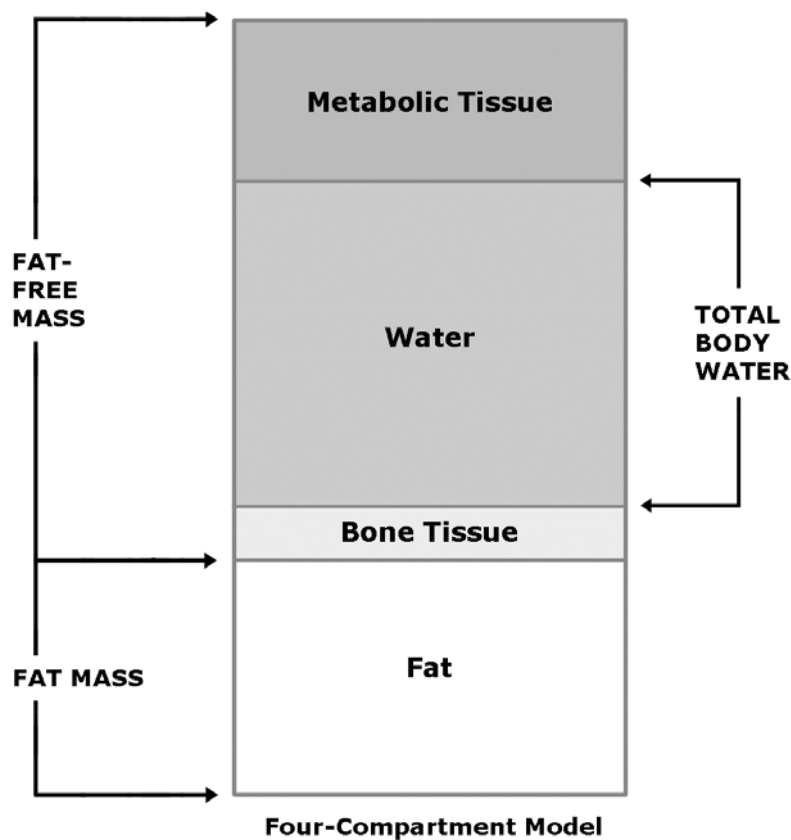 Metabolic Tissue
FAT-
FREE
MASS
Water
TOTAL
BODY
WATER
Bone Tissue
Fat
FAT MASS
Four-Compartment Model